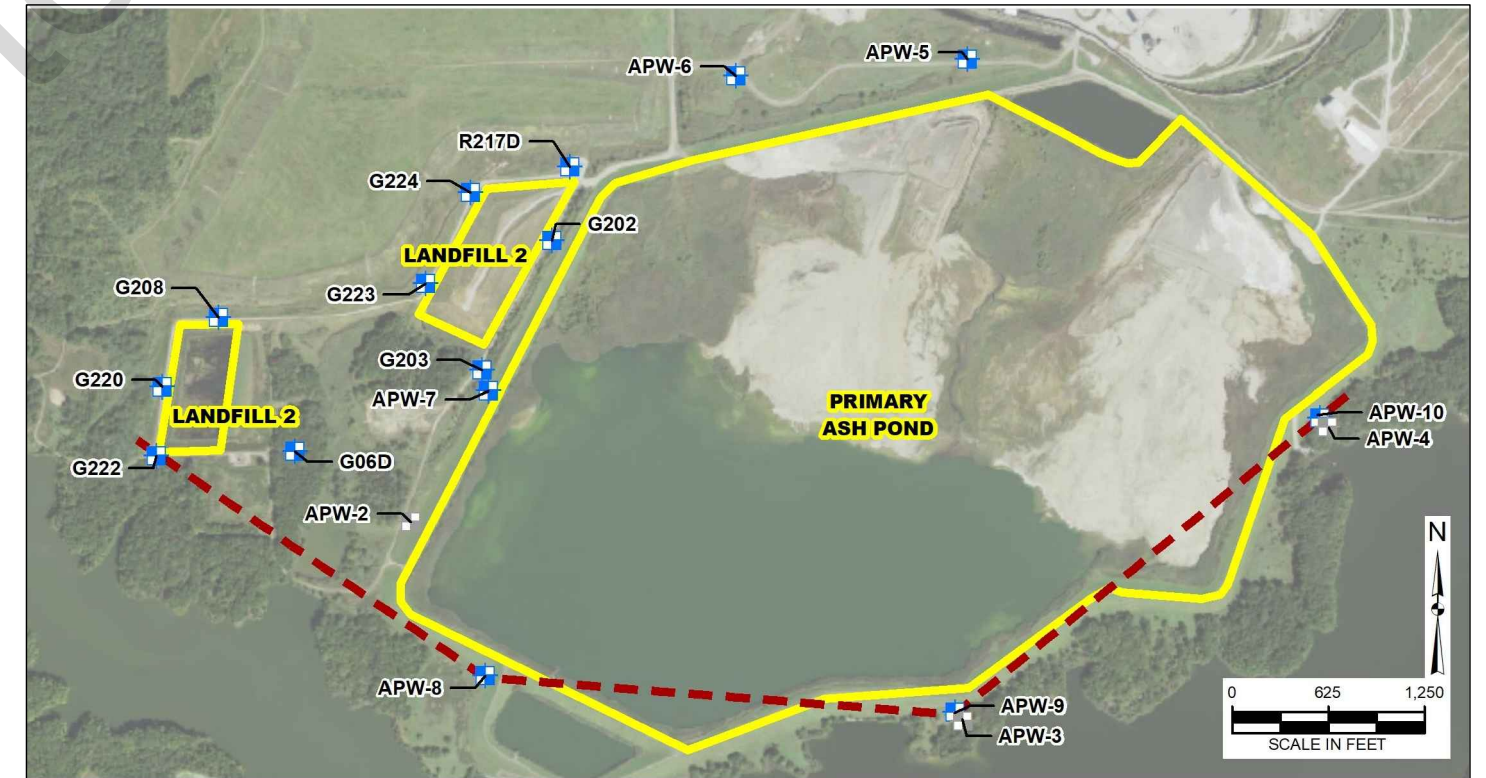 APW-5
APW-6
R217D
G224
G202
LANDFILL 2
G208
G223
G203
G220
APW-7
PRIMARY
ASH POND
LANDFILL 2
APW-10
APW-4
G222
G06D
APW-2
N
APW-8
APW-9
APW-3
0 625 1,250
SCALE IN FEET